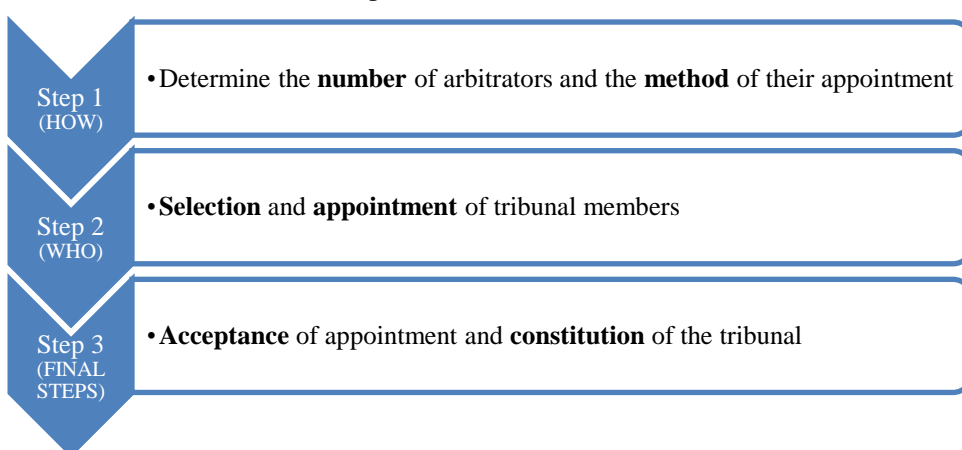 Step 1
(HOW)
•Determine the number of arbitrators and the method of their appointment
Step 2
(WHO)
•Selection and appointment of tribunal members
Step 3
(FINAL
STEPS)
•Acceptance of appointment and constitution of the tribunal